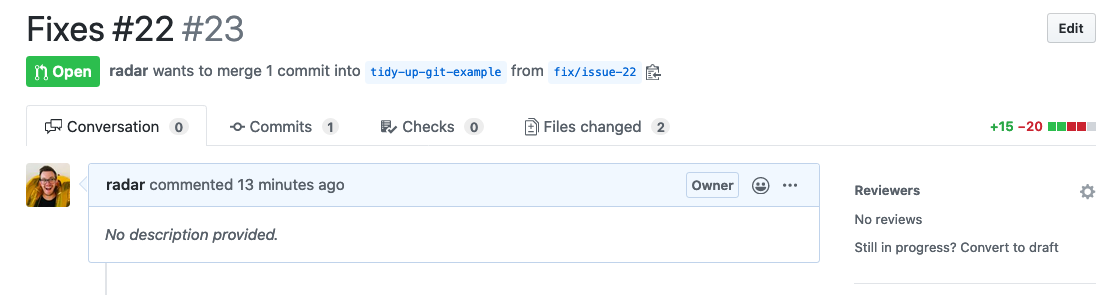 Fixes #22 #23
Edit
Open radar wants to merge 1 commit into tidy-up-git-example from fix/issue-22
Conversation 0 Commits 1 Checks 0 Files changed 2 +15 −20
radar commented 13 minutes ago Owner
No description provided.
Reviewers
No reviews
Still in progress? Convert to draft